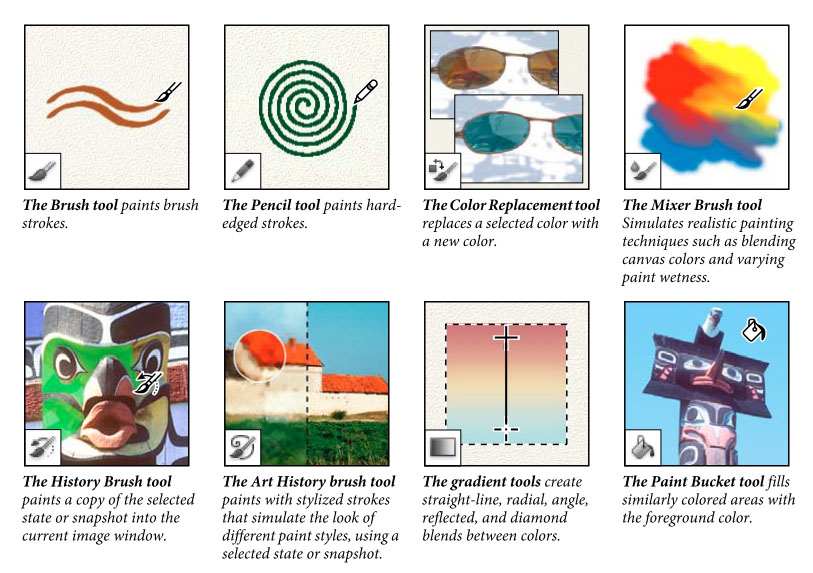 The Brush tool paints brush
strokes.
The Pencil tool paints hard-
edged strokes.
The Color Replacement tool
replaces a selected color with
a new color.
The Mixer Brush tool
Simulates realistic painting
techniques such as blending
canvas colors and varying
paint wetness.
The History Brush tool
paints a copy of the selected
state or snapshot into the
current image window.
The Art History brush tool
paints with stylized strokes
that simulate the look of
different paint styles, using a
selected state or snapshot.
The gradient tools create
straight-line, radial, angle,
reflected, and diamond
blends between colors.
The Paint Bucket tool fills
similarly colored areas with
the foreground color.